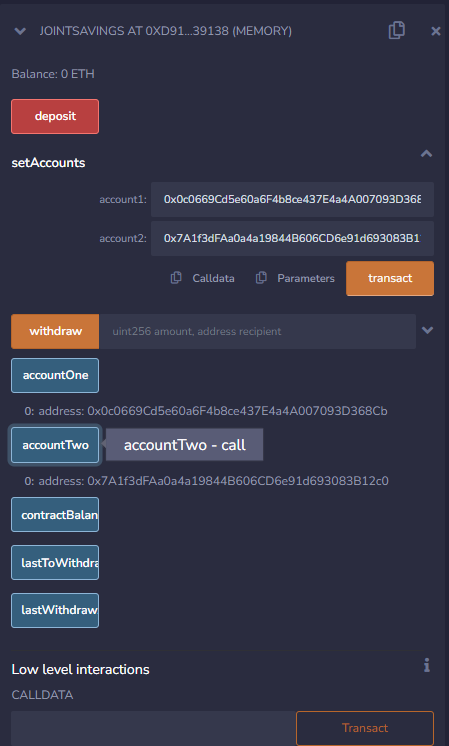 JOINTSAVINGS AT 0XD91...39138 (MEMORY)
Balance: 0 ETH
deposit
setAccounts
account1: 0x0c0669Cd5e60a6F4b8ce437E4a4A007093D368
account2: 0x7A1f3dFAa0a4a19844B606CD6e91d693083B1
Calldata Parameters transact
withdraw uint256 amount, address recipient
accountOne
0: address: 0x0c0669Cd5e60a6F4b8ce437E4a4A007093D368Cb
accountTwo accountTwo - call
0: address: 0x7A1f3dFAa0a4a19844B606CD6e91d693083B12c0
contractBalan
lastToWithdra
lastWithdraw
Low level interactions
CALLDATA
Transact